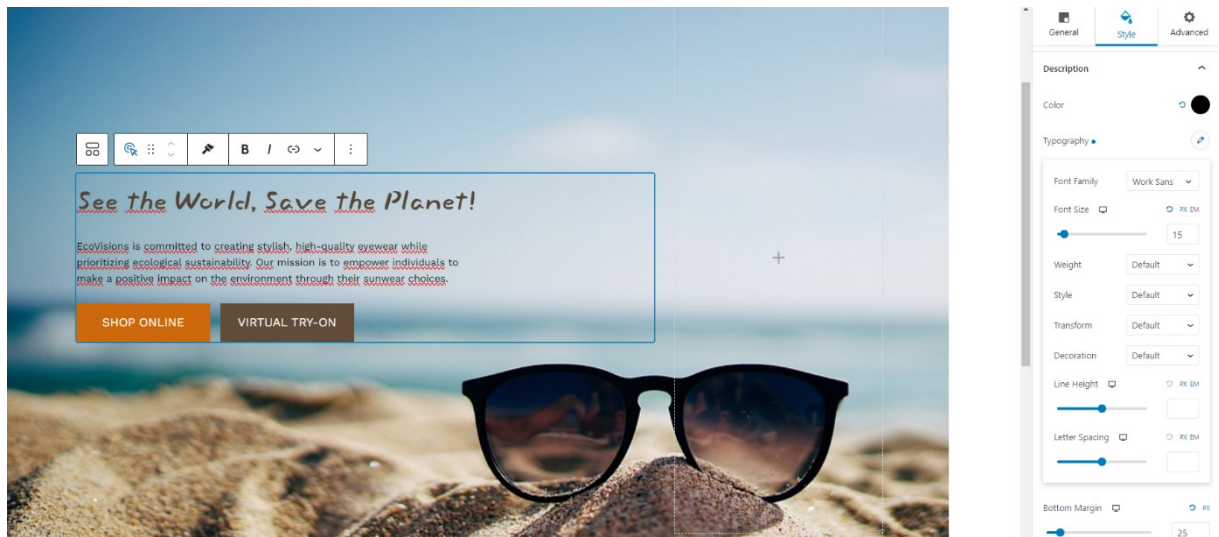 B I
See the World, Save the Planet!
EcoVisions is committed to creating stylish, high-quality eyewear while
prioritizing ecological sustainability. Our mission is to empower individuals to
make a positive impact on the environment through their sunwear choices.
SHOP ONLINE VIRTUAL TRY-ON
General Style Advanced
Description
Color
Typography
Font Family Work Sans
Font Size PX EM
15
Weight Default
Style Default
Transform Default
Decoration Default
Line Height PX EM
Letter Spacing PX EM
Bottom Margin PX
25